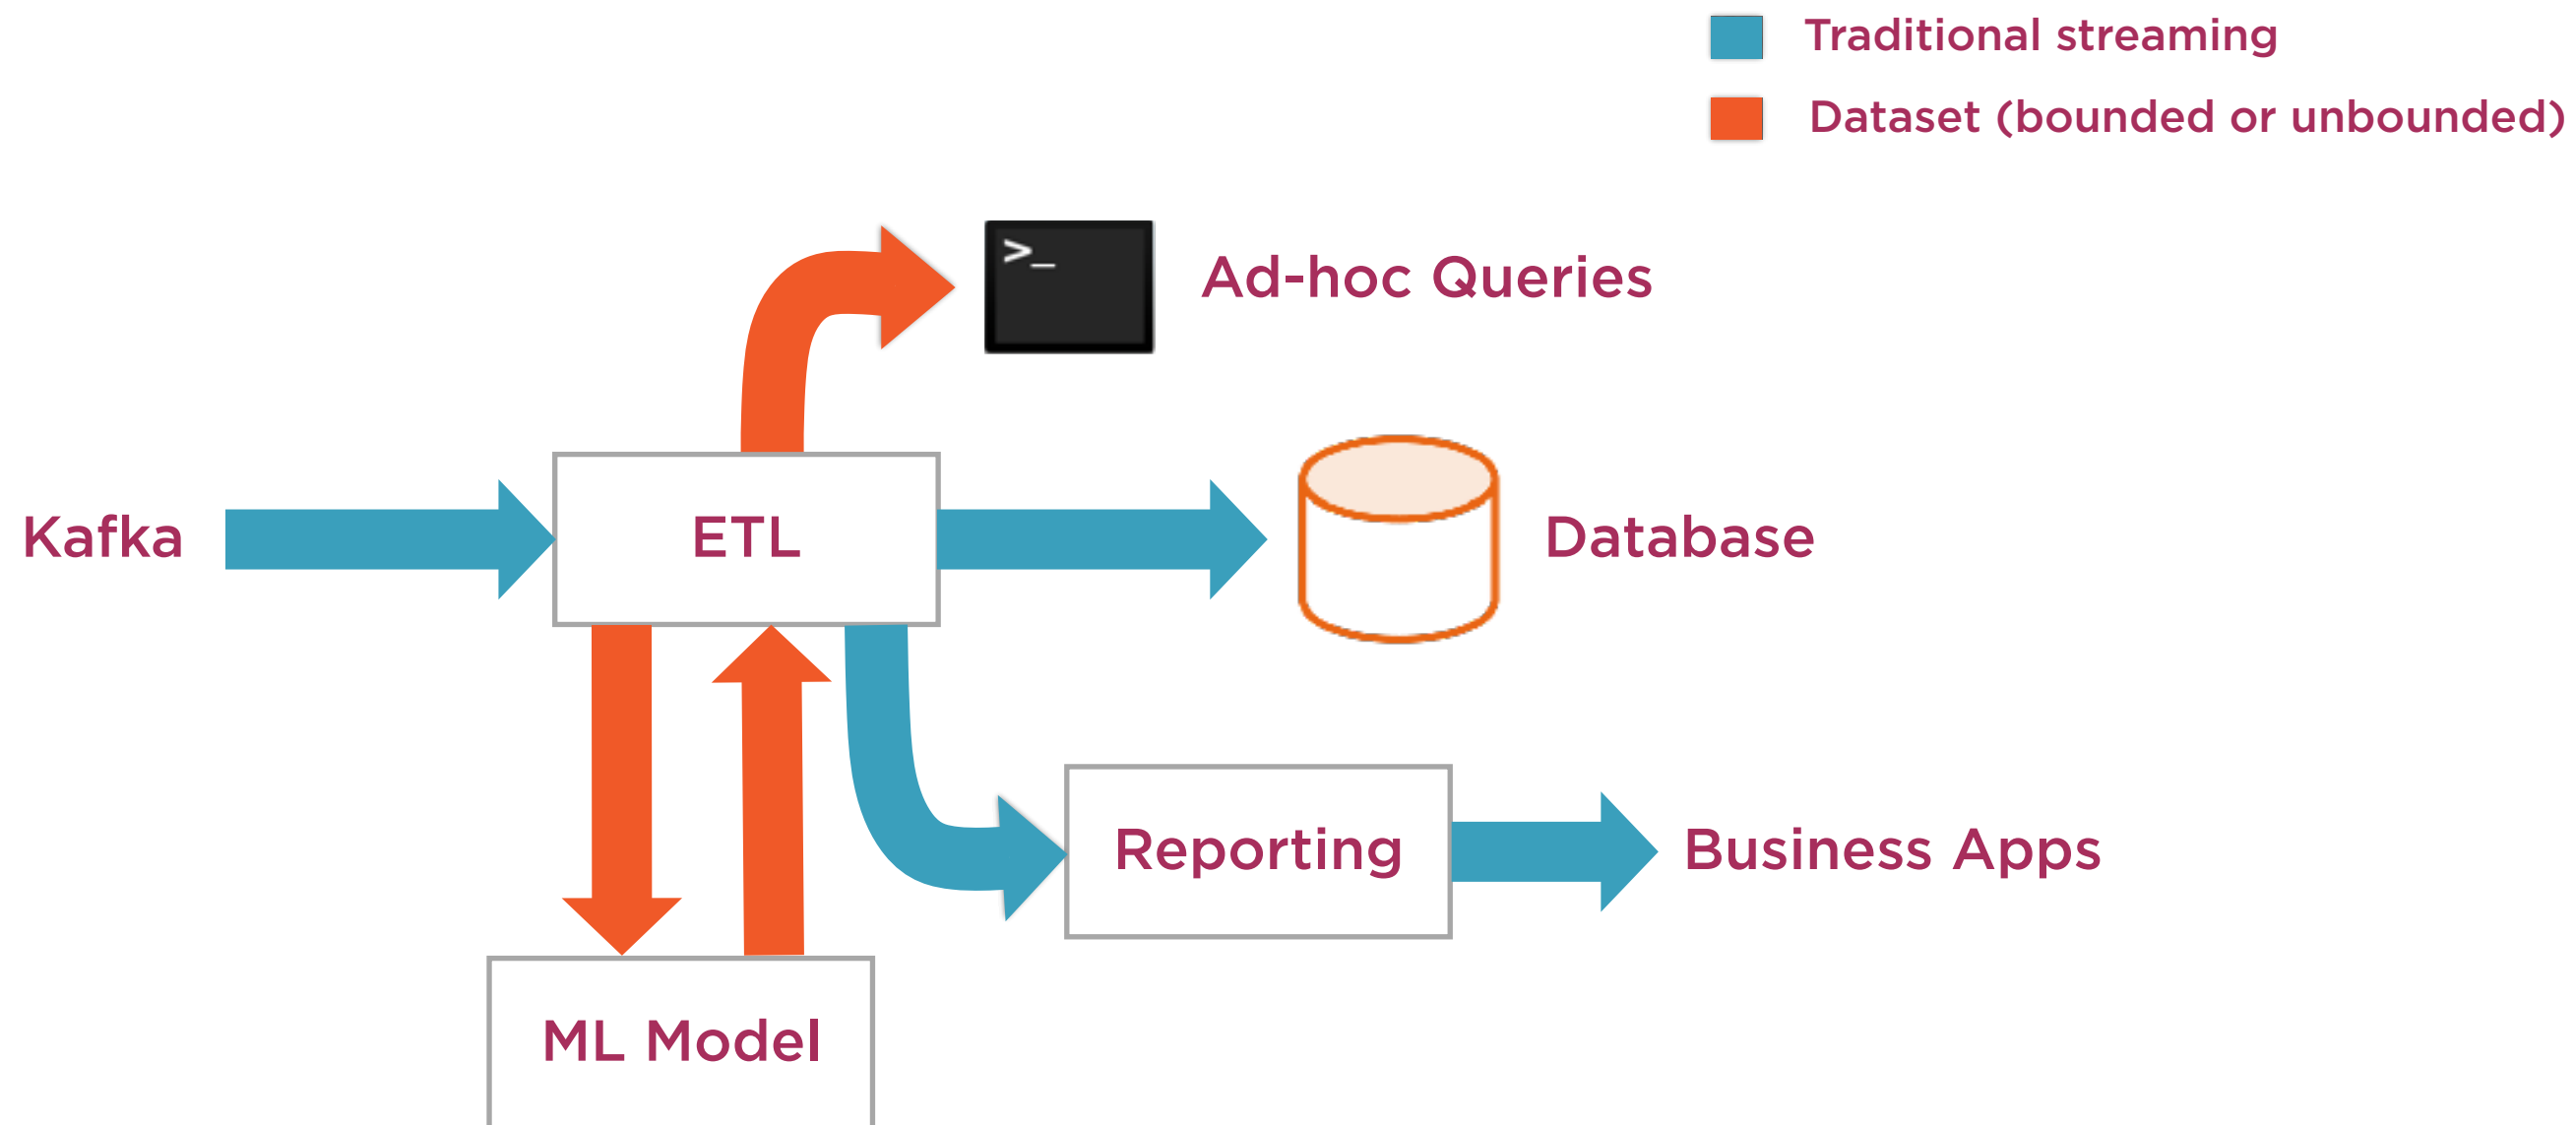 Traditional streaming
Dataset (bounded or unbounded)
>_
Ad-hoc Queries
Kafka
ETL
Database
Reporting
Business Apps
ML Model